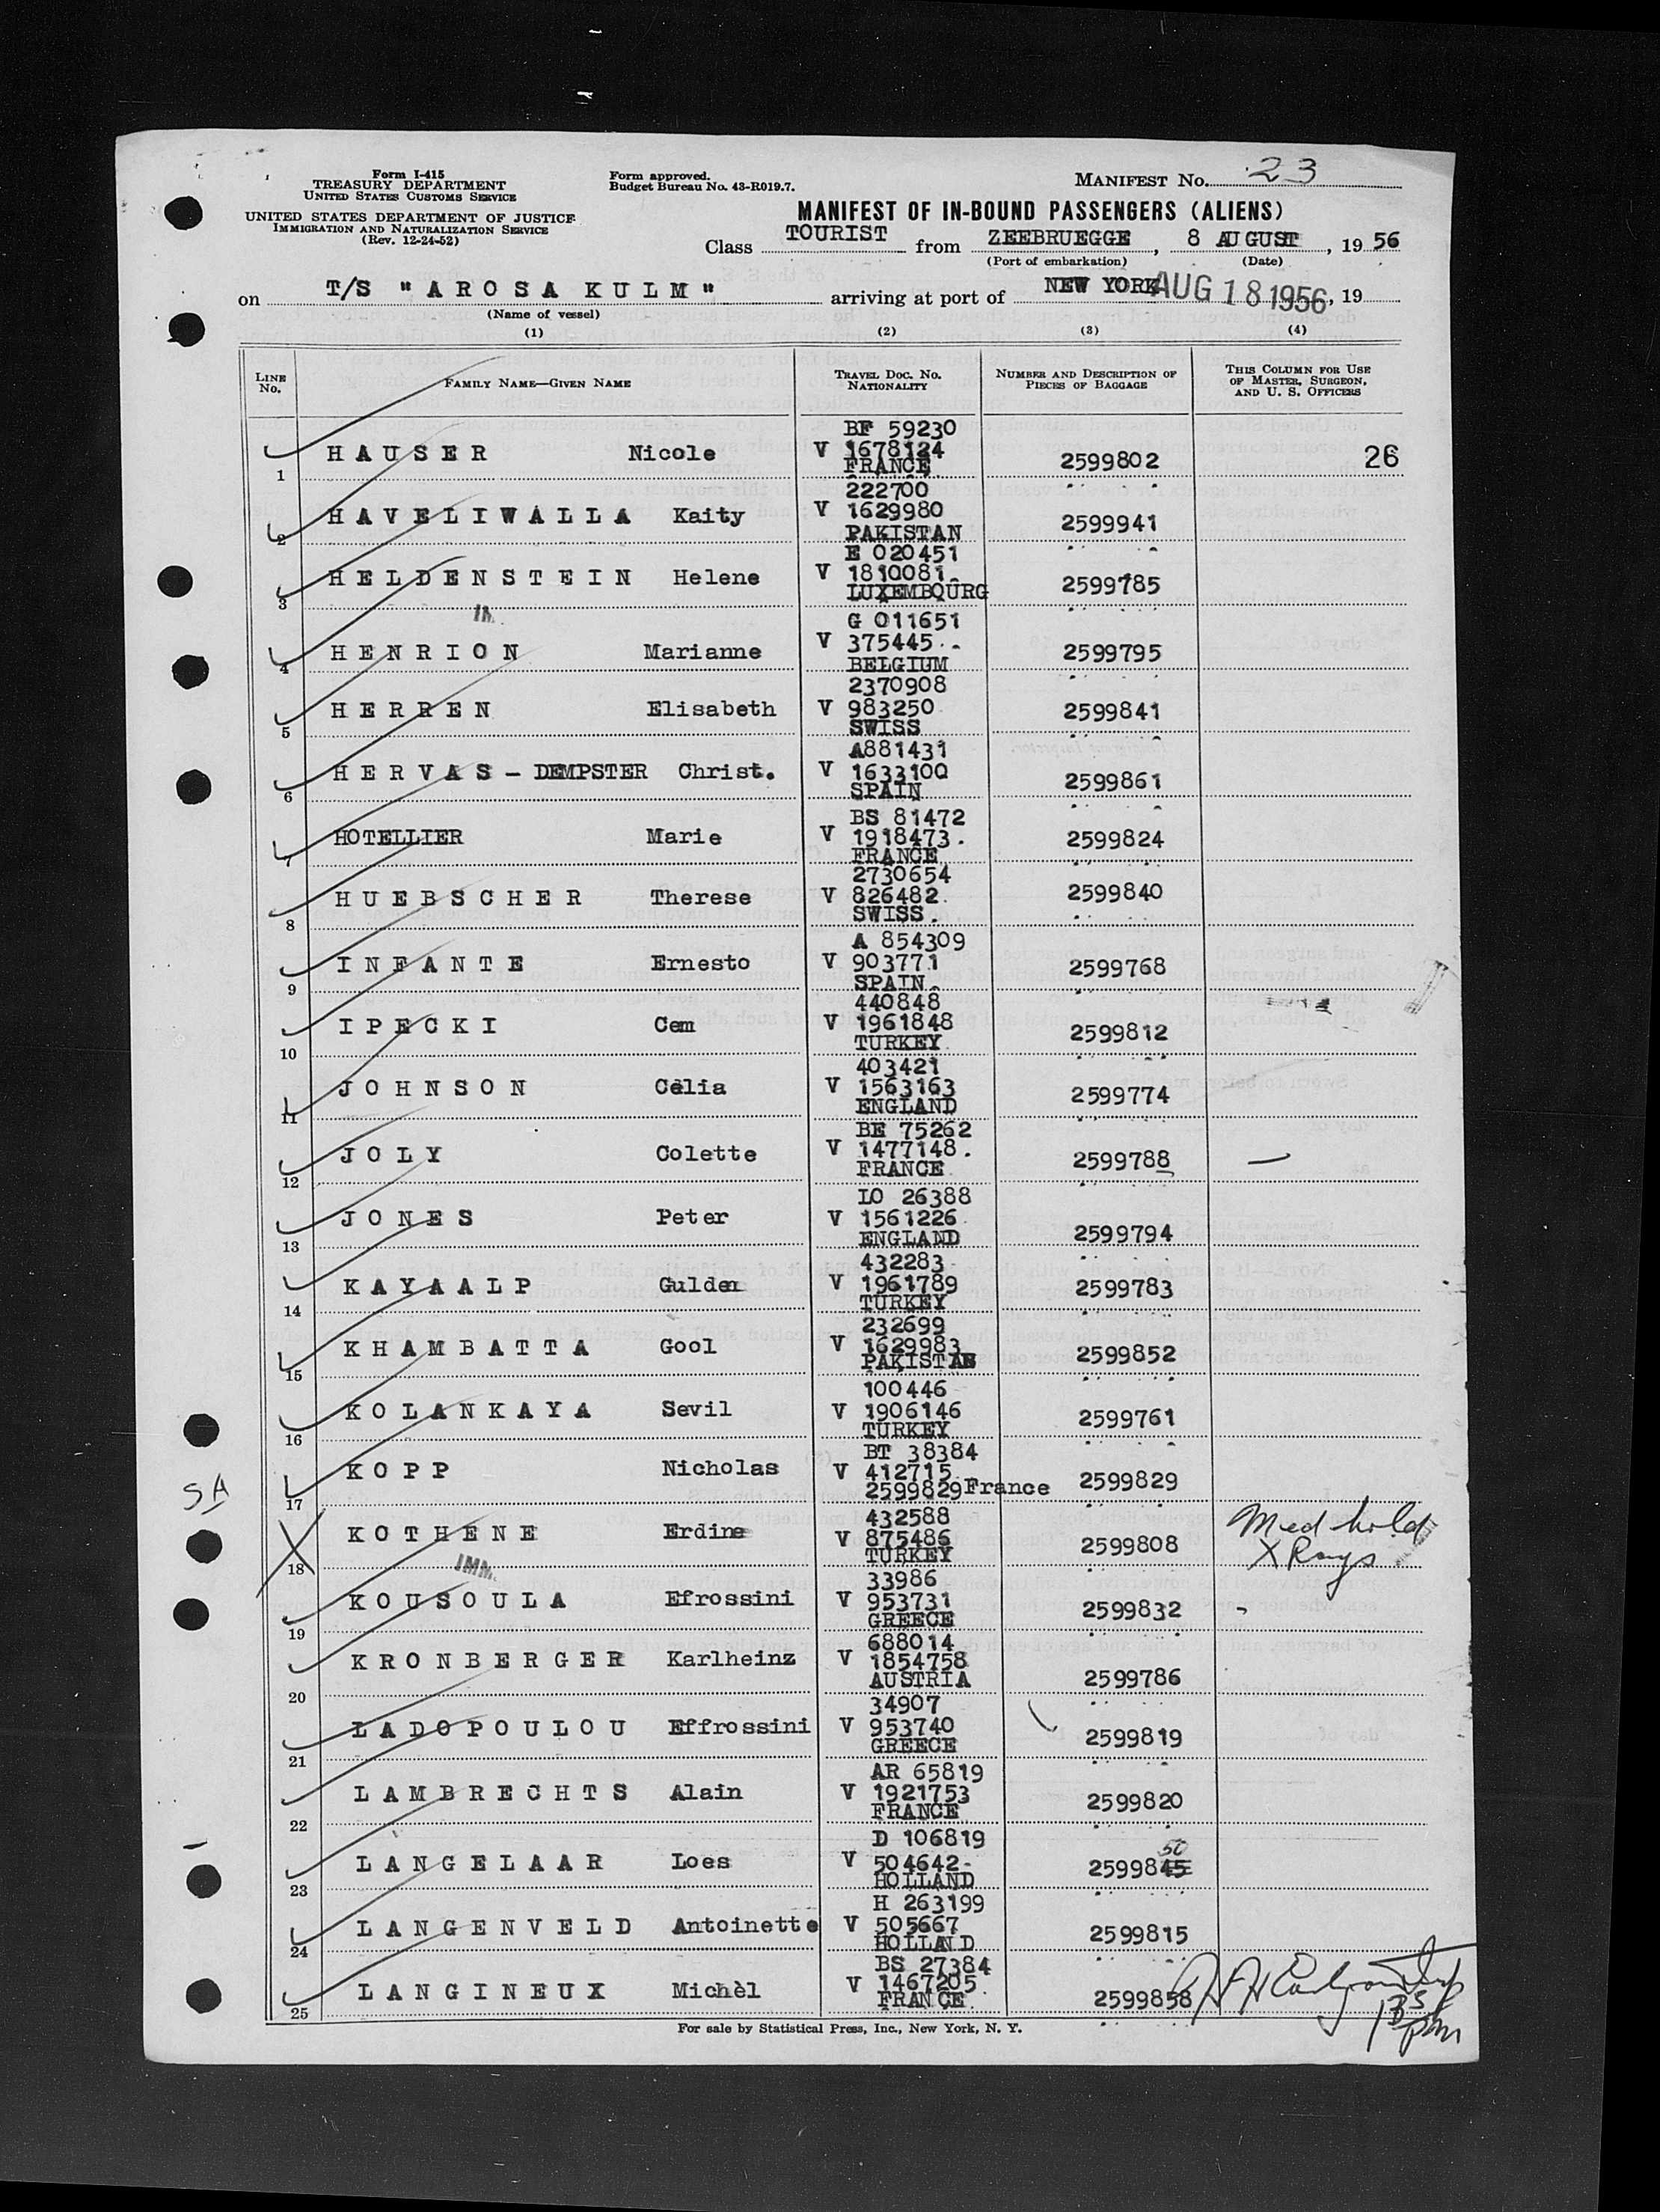 Form I-415
TREASURY DEPARTMENT
UNITED STATES CUSTOMS SERVICE
UNITED STATES DEPARTMENT OF JUSTICE
IMMIGRATION AND NATURALIZATION SERVICE
(Rev. 12-24-52)
Form approved.
Budget Bureau No. 43-R019.7.
MANIFEST No. 23
MANIFEST OF IN-BOUND PASSENGERS (ALIENS)
Class TOURIST from ZEEBRUEGGE, 8 AUGUST, 19 56
(Port of embarkation) (Date)
on T/S "AROSA KULM" arriving at port of NEW YORK AUG 18 1956, 19
(Name of vessel)
(1) (2) (3) (4)
LINE No. FAMILY NAME—GIVEN NAME TRAVEL DOC. No. NATIONALITY NUMBER AND DESCRIPTION OF PIECES OF BAGGAGE THIS COLUMN FOR USE OF MASTER, SURGEON, AND U. S. OFFICERS
BF 59230
1 HAUSER Nicole V 1678124 2599802 26
FRANCE
222700
2 HAVELIWALLA Kaity V 1629980 2599941
PAKISTAN
E 020451
3 HELDENSTEIN Helene V 1810081 2599785
LUXEMBOURG
G 011651
4 HENRION Marianne V 375445 2599795
BELGIUM
2370908
5 HERREN Elisabeth V 983250 2599841
SWISS
A881431
6 HERVAS-DEMPSTER Christ. V 1633100 2599861
SPAIN
BS 81472
7 HOTELLIER Marie V 1918473. 2599824
FRANCE
2730654
8 HUEBSCHER Therese V 826482. 2599840
SWISS.
A 854309
9 INFANTE Ernesto V 903771 2599768
SPAIN.
440848
10 IPECKI Cem V 1961848 2599812
TURKEY
403421
11 JOHNSON Celia V 1563163 2599774
ENGLAND
BE 75262
12 JOLY Colette V 1477148. 2599788 —
FRANCE
LO 26388
13 JONES Peter V 1561226 2599794
ENGLAND
432283
14 KAYAALP Gulden V 1961789 2599783
TURKEY
232699
15 KHAMBATTA Gool V 1629983 2599852
PAKISTAN
100446
16 KOLANKAYA Sevil V 1906146 2599761
TURKEY
BT 38384
17 KOPP Nicholas V 412715 2599829
2599829France
SA
432588
X 18 KOTHENE Erdine V 875486 2599808 Med hold X Rays
TURKEY
IMM.
33986
19 KOUSOULA Efrossini V 953731 2599832
GREECE
688014
20 KRONBERGER Karlheinz V 1854758 2599786
AUSTRIA
34907
21 LADOPOULOU Effrossini V 953740 2599819
GREECE
AR 65819
22 LAMBRECHTS Alain V 1921753 2599820
FRANCE
D 106819
23 LANGELAAR Loes V 504642- 2599845 50
HOLLAND
H 263199
24 LANGENVELD Antoinette V 505667 2599815
HOLLAND
BS 27384
25 LANGINEUX Michèl V 1467205 2599858
FRANCE
For sale by Statistical Press, Inc., New York, N. Y.